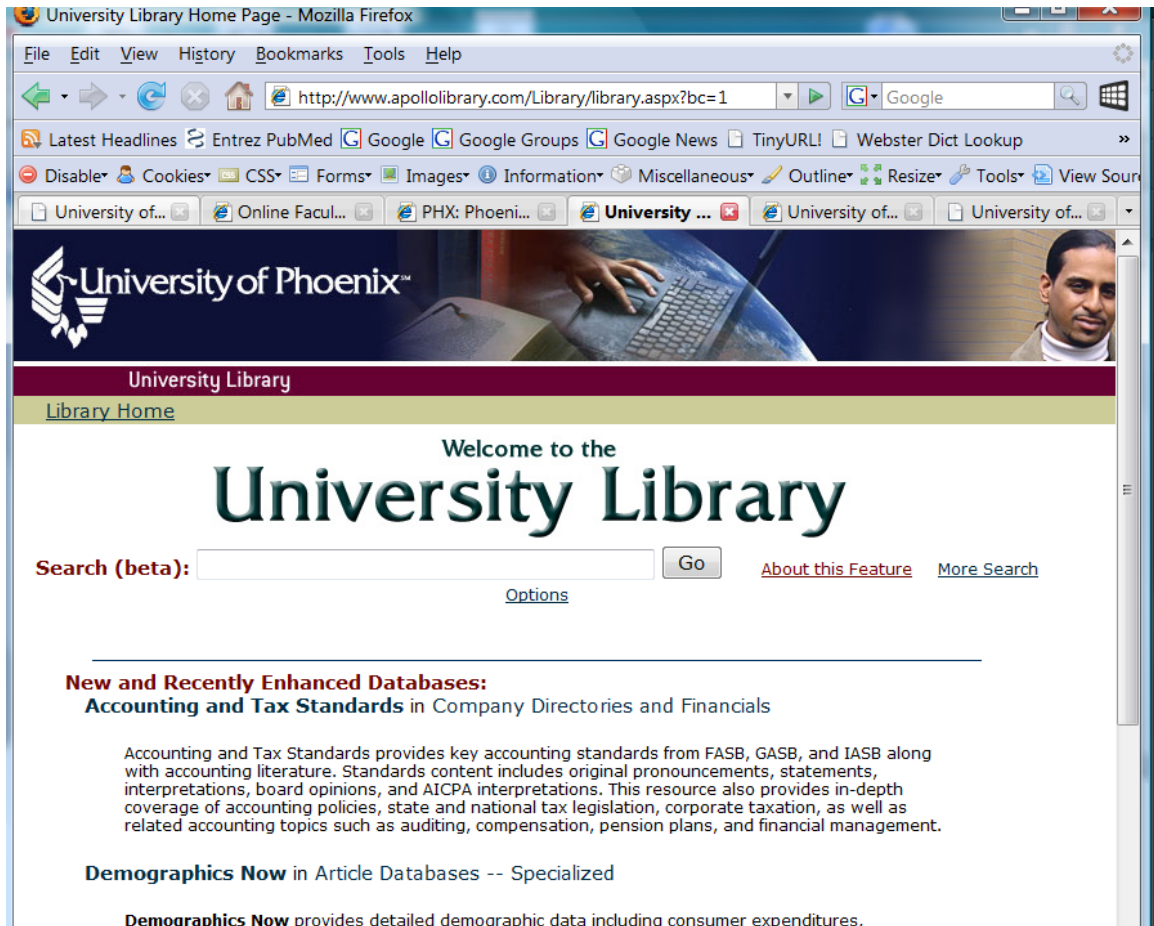 University Library Home Page - Mozilla Firefox
File Edit View History Bookmarks Tools Help
http://www.apollolibrary.com/Library/library.aspx?bc=1 G Google
Latest Headlines Entrez PubMed G Google G Google Groups G Google News TinyURL! Webster Dict Lookup »
Disable Cookies CSS Forms Images Information Miscellaneous Outline Resize Tools View Sour
University of... Online Facul... PHX: Phoeni... University ... University of... University of...
University of Phoenix℠
University Library
Library Home
Welcome to the
University Library
Search (beta): Go About this Feature More Search
Options
New and Recently Enhanced Databases:
Accounting and Tax Standards in Company Directories and Financials
Accounting and Tax Standards provides key accounting standards from FASB, GASB, and IASB along
with accounting literature. Standards content includes original pronouncements, statements,
interpretations, board opinions, and AICPA interpretations. This resource also provides in-depth
coverage of accounting policies, state and national tax legislation, corporate taxation, as well as
related accounting topics such as auditing, compensation, pension plans, and financial management.
Demographics Now in Article Databases -- Specialized
Demographics Now provides detailed demographic data including consumer expenditures,